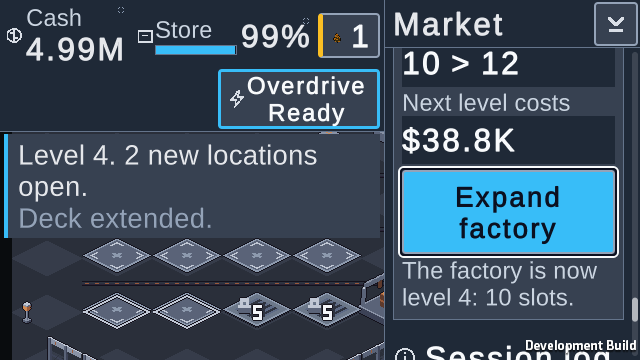 Cash
4.99M
Store
99%
1
Overdrive
Ready
Level 4. 2 new locations
open.
Deck extended.
5
5
Market
10 > 12
Next level costs
$38.8K
Expand
factory
The factory is now
level 4: 10 slots.
Session log
Development Build